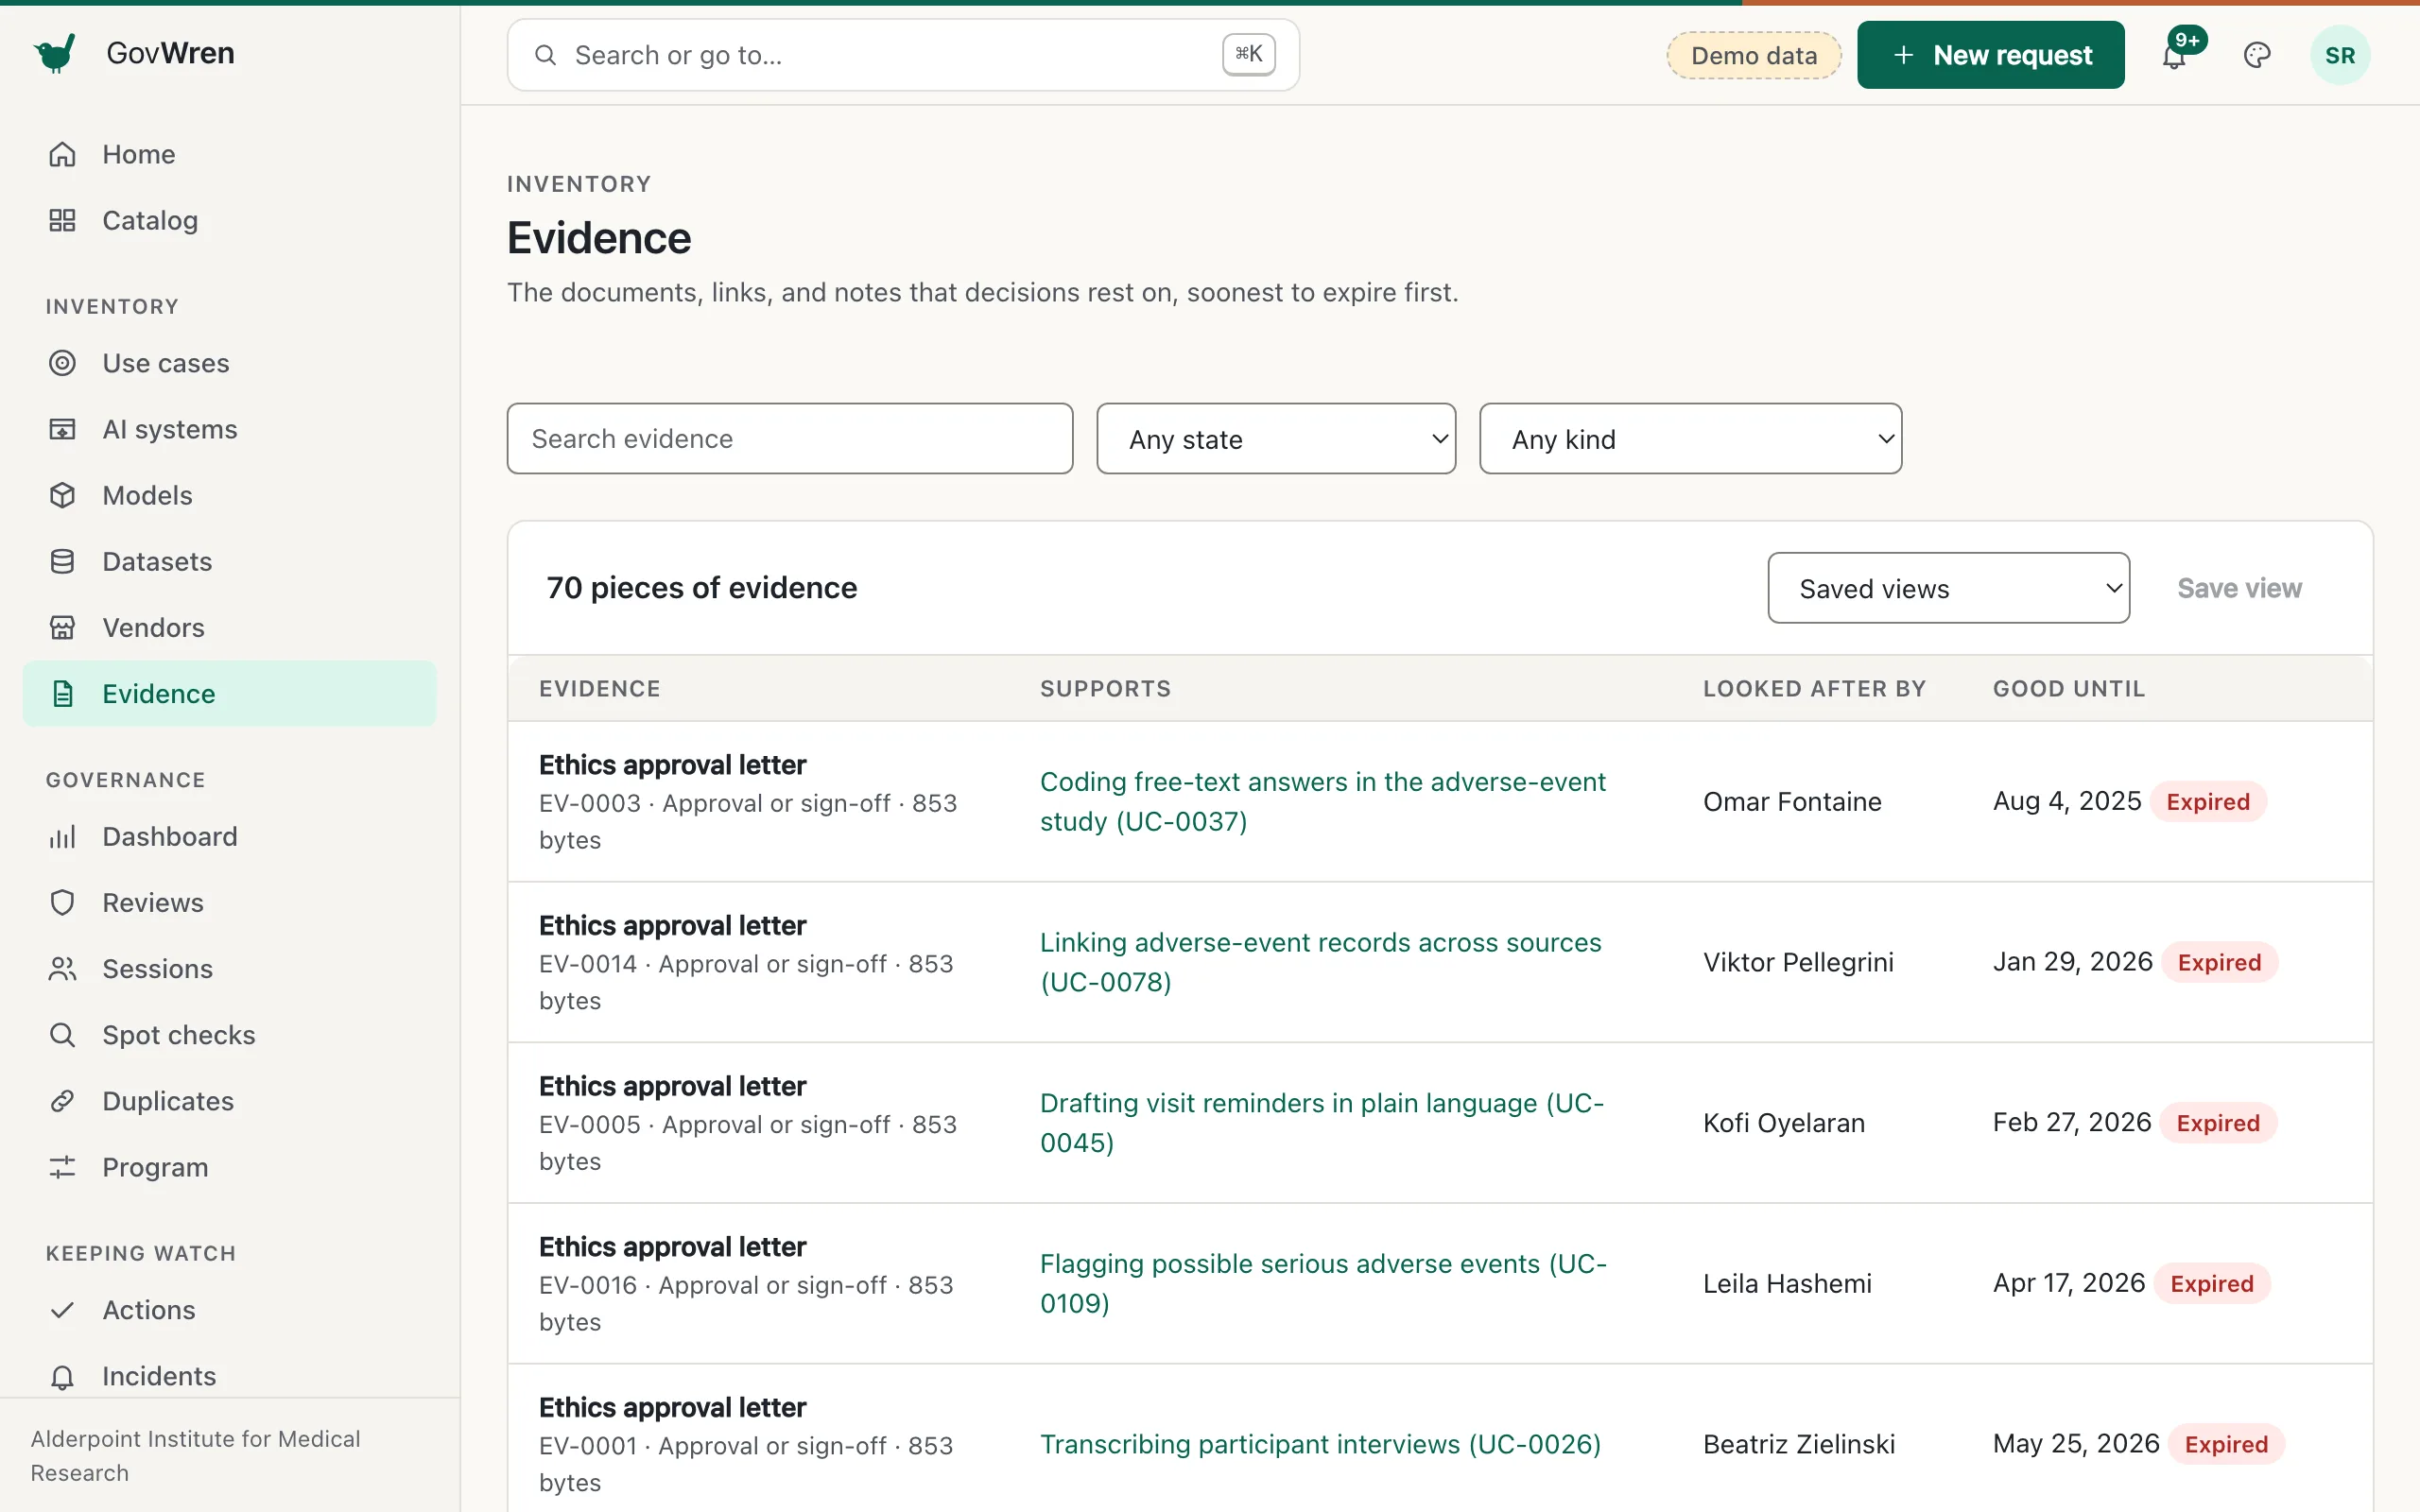 GovWren
Search or go to...
⌘K
Demo data
+ New request
9+
SR
Home
Catalog
INVENTORY
Use cases
AI systems
Models
Datasets
Vendors
Evidence
GOVERNANCE
Dashboard
Reviews
Sessions
Spot checks
Duplicates
Program
KEEPING WATCH
Actions
Incidents
Alderpoint Institute for Medical
Research
INVENTORY
Evidence
The documents, links, and notes that decisions rest on, soonest to expire first.
Search evidence
Any state
Any kind
70 pieces of evidence
Saved views
Save view
EVIDENCE SUPPORTS LOOKED AFTER BY GOOD UNTIL
Ethics approval letter
EV-0003 · Approval or sign-off · 853
bytes
Coding free-text answers in the adverse-event
study (UC-0037)
Omar Fontaine
Aug 4, 2025 Expired
Ethics approval letter
EV-0014 · Approval or sign-off · 853
bytes
Linking adverse-event records across sources
(UC-0078)
Viktor Pellegrini
Jan 29, 2026 Expired
Ethics approval letter
EV-0005 · Approval or sign-off · 853
bytes
Drafting visit reminders in plain language (UC-
0045)
Kofi Oyelaran
Feb 27, 2026 Expired
Ethics approval letter
EV-0016 · Approval or sign-off · 853
bytes
Flagging possible serious adverse events (UC-
0109)
Leila Hashemi
Apr 17, 2026 Expired
Ethics approval letter
EV-0001 · Approval or sign-off · 853
bytes
Transcribing participant interviews (UC-0026)
Beatriz Zielinski
May 25, 2026 Expired